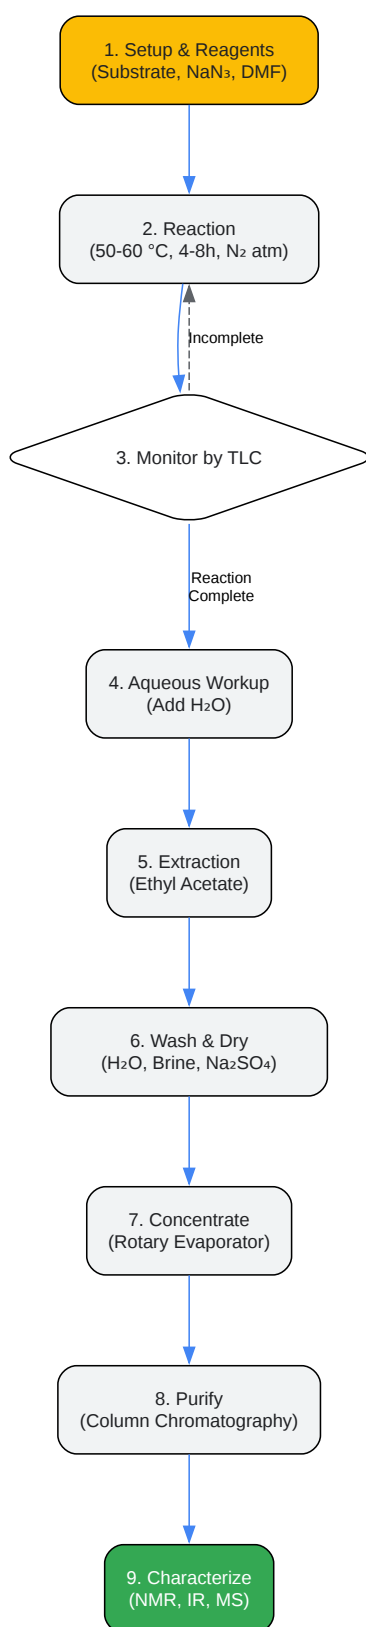 1. Setup & Reagents
(Substrate, NaN₃, DMF)
2. Reaction
(50-60 °C, 4-8h, N₂ atm)
Incomplete
3. Monitor by TLC
Reaction
Complete
4. Aqueous Workup
(Add H₂O)
5. Extraction
(Ethyl Acetate)
6. Wash & Dry
(H₂O, Brine, Na₂SO₄)
7. Concentrate
(Rotary Evaporator)
8. Purify
(Column Chromatography)
9. Characterize
(NMR, IR, MS)